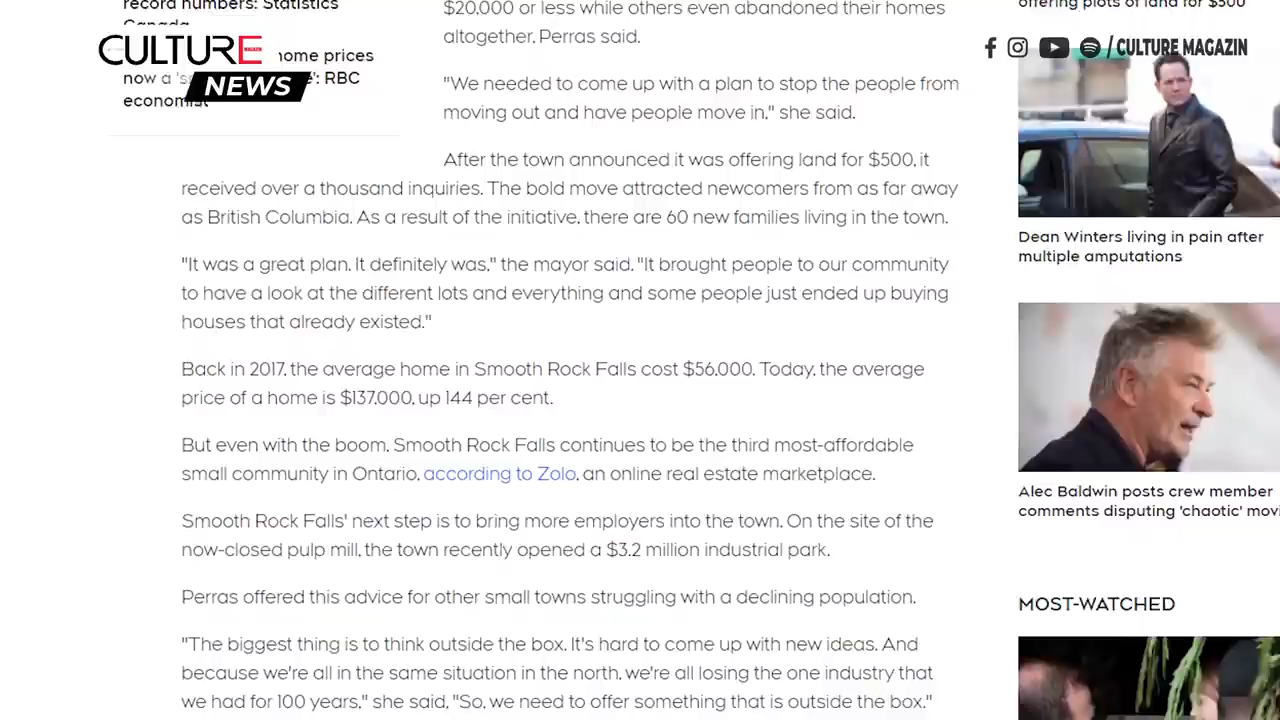 record numbers: Statistics
CULTURE
home prices
now a
': RBC
economist
NEWS
$20,000 or less while others even abandoned their homes
altogether, Perras said.
"We needed to come up with a plan to stop the people from
moving out and have people move in," she said.
After the town announced it was offering land for $500, it
received over a thousand inquiries. The bold move attracted newcomers from as far away
as British Columbia. As a result of the initiative, there are 60 new families living in the town.
"It was a great plan. It definitely was," the mayor said. "It brought people to our community
to have a look at the different lots and everything and some people just ended up buying
houses that already existed."
Back in 2017, the average home in Smooth Rock Falls cost $56,000. Today, the average
price of a home is $137,000, up 144 per cent.
But even with the boom, Smooth Rock Falls continues to be the third most-affordable
small community in Ontario, according to Zolo, an online real estate marketplace.
Smooth Rock Falls' next step is to bring more employers into the town. On the site of the
now-closed pulp mill, the town recently opened a $3.2 million industrial park.
Perras offered this advice for other small towns struggling with a declining population.
"The biggest thing is to think outside the box. It's hard to come up with new ideas. And
because we're all in the same situation in the north, we're all losing the one industry that
we had for 100 years," she said, "So, we need to offer something that is outside the box."
offering plots of land for $500
/ CULTURE MAGAZIN
Dean Winters living in pain after
multiple amputations
Alec Baldwin posts crew member
comments disputing 'chaotic' movi
MOST-WATCHED